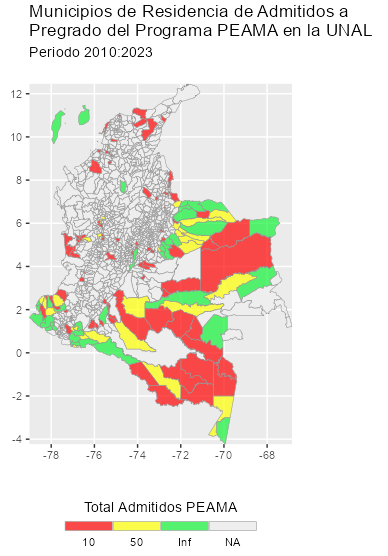 Municipios de Residencia de Admitidos a
Pregrado del Programa PEAMA en la UNAL
Periodo 2010:2023
12
10
8
6
4
2
0
-2
-4
-78 -76 -74 -72 -70 -68
Total Admitidos PEAMA
10 50 Inf NA